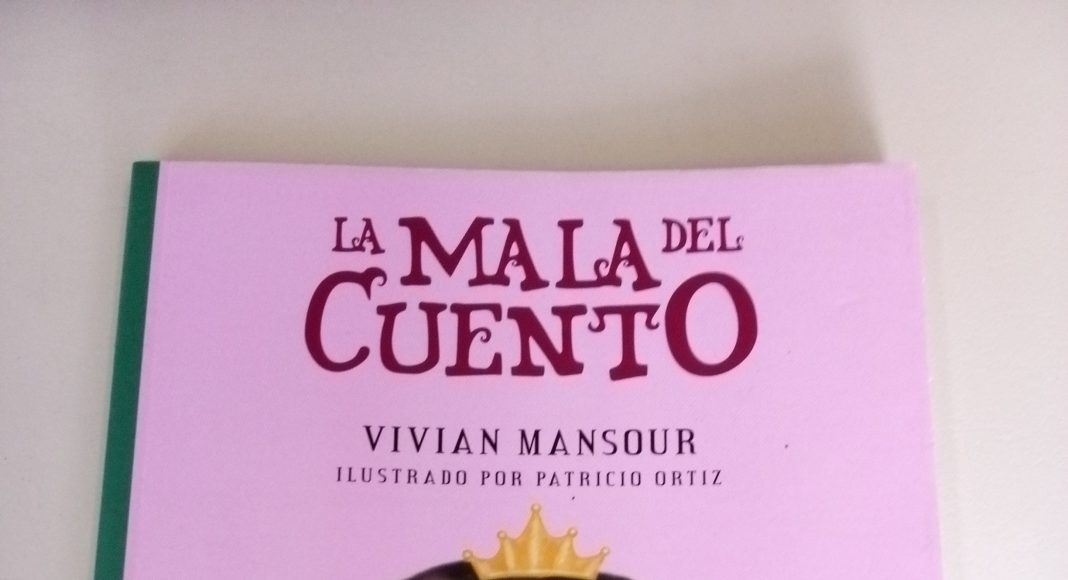 LA MALA DEL
CUENTO
VIVIAN MANSOUR
ILUSTRADO POR PATRICIO ORTIZ